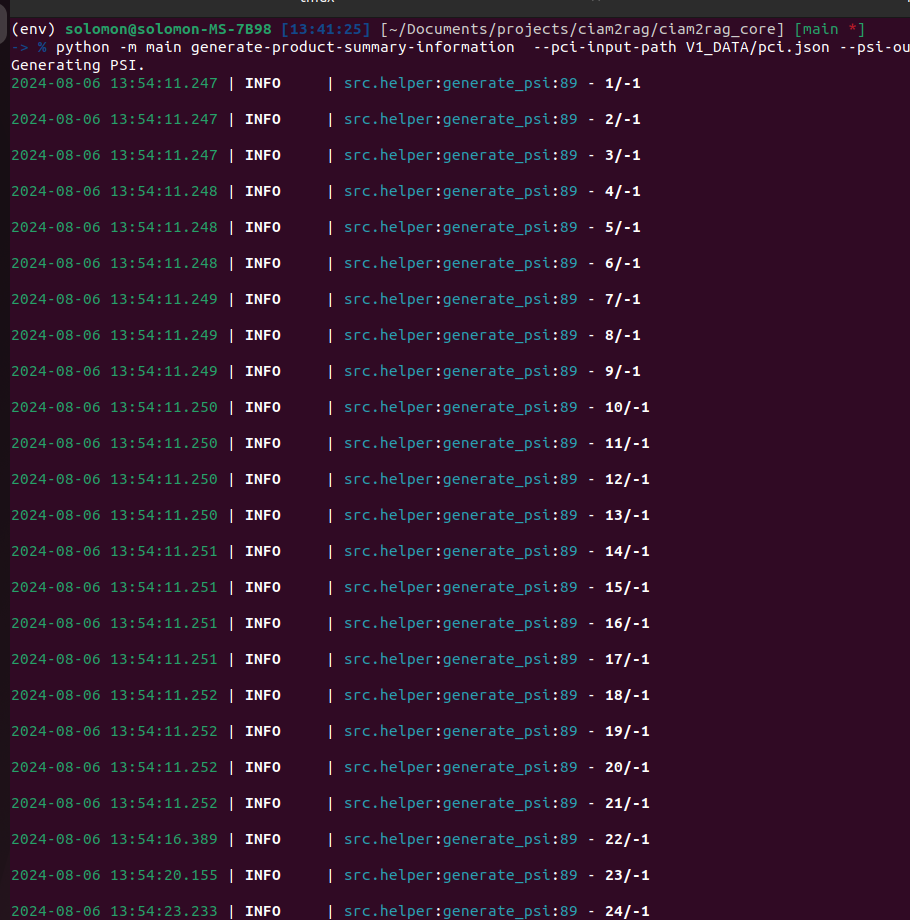 (env) solomon@solomon-MS-7B98 [13:41:25] [~/Documents/projects/ciam2rag/ciam2rag_core] [main *]
-> % python -m main generate-product-summary-information  --pci-input-path V1_DATA/pci.json --psi-ou
Generating PSI.
2024-08-06 13:54:11.247 | INFO     | src.helper:generate_psi:89 - 1/-1
2024-08-06 13:54:11.247 | INFO     | src.helper:generate_psi:89 - 2/-1
2024-08-06 13:54:11.247 | INFO     | src.helper:generate_psi:89 - 3/-1
2024-08-06 13:54:11.248 | INFO     | src.helper:generate_psi:89 - 4/-1
2024-08-06 13:54:11.248 | INFO     | src.helper:generate_psi:89 - 5/-1
2024-08-06 13:54:11.248 | INFO     | src.helper:generate_psi:89 - 6/-1
2024-08-06 13:54:11.249 | INFO     | src.helper:generate_psi:89 - 7/-1
2024-08-06 13:54:11.249 | INFO     | src.helper:generate_psi:89 - 8/-1
2024-08-06 13:54:11.249 | INFO     | src.helper:generate_psi:89 - 9/-1
2024-08-06 13:54:11.250 | INFO     | src.helper:generate_psi:89 - 10/-1
2024-08-06 13:54:11.250 | INFO     | src.helper:generate_psi:89 - 11/-1
2024-08-06 13:54:11.250 | INFO     | src.helper:generate_psi:89 - 12/-1
2024-08-06 13:54:11.250 | INFO     | src.helper:generate_psi:89 - 13/-1
2024-08-06 13:54:11.251 | INFO     | src.helper:generate_psi:89 - 14/-1
2024-08-06 13:54:11.251 | INFO     | src.helper:generate_psi:89 - 15/-1
2024-08-06 13:54:11.251 | INFO     | src.helper:generate_psi:89 - 16/-1
2024-08-06 13:54:11.251 | INFO     | src.helper:generate_psi:89 - 17/-1
2024-08-06 13:54:11.252 | INFO     | src.helper:generate_psi:89 - 18/-1
2024-08-06 13:54:11.252 | INFO     | src.helper:generate_psi:89 - 19/-1
2024-08-06 13:54:11.252 | INFO     | src.helper:generate_psi:89 - 20/-1
2024-08-06 13:54:11.252 | INFO     | src.helper:generate_psi:89 - 21/-1
2024-08-06 13:54:16.389 | INFO     | src.helper:generate_psi:89 - 22/-1
2024-08-06 13:54:20.155 | INFO     | src.helper:generate_psi:89 - 23/-1
2024-08-06 13:54:23.233 | INFO     | src.helper:generate_psi:89 - 24/-1